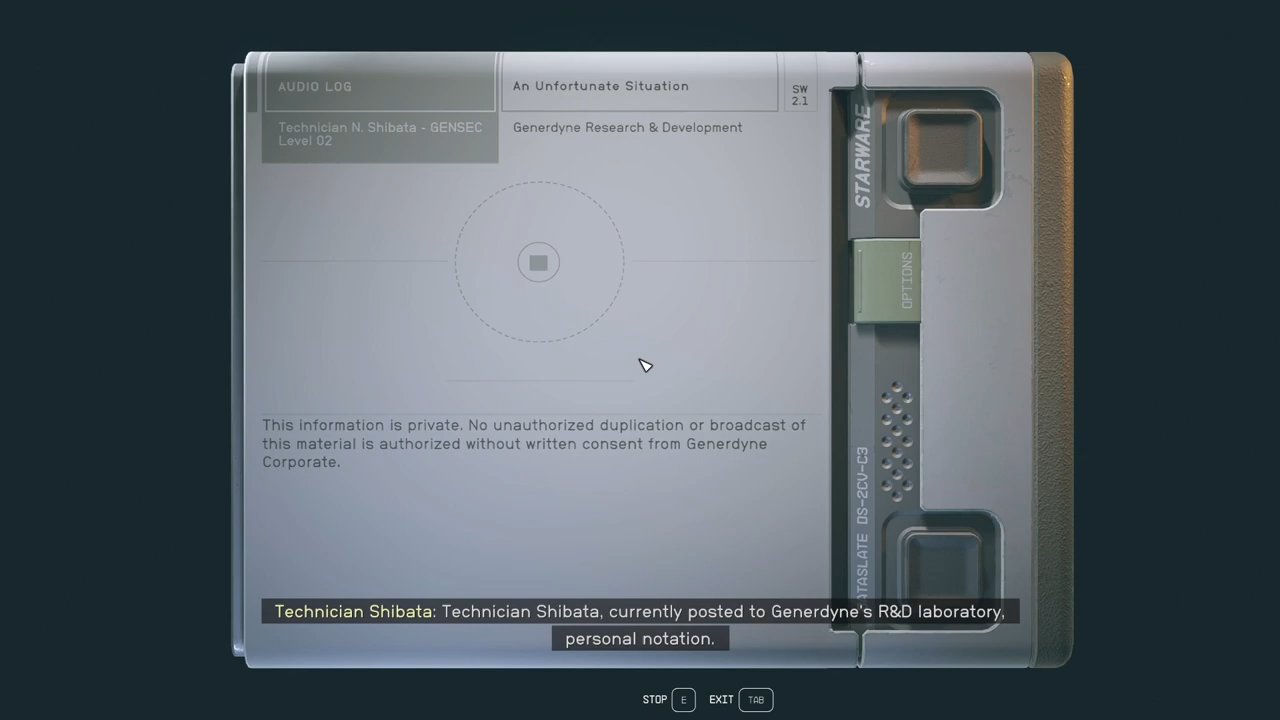 AUDIO LOG
An Unfortunate Situation
SW
2.1
Technician N. Shibata - GENSEC
Level 02
Generdyne Research & Development
STARWARE
OPTIONS
This information is private. No unauthorized duplication or broadcast of
this material is authorized without written consent from Generdyne
Corporate.
ATASLATE DS-2CV-C3
Technician Shibata: Technician Shibata, currently posted to Generdyne's R&D laboratory,
personal notation.
STOP E EXIT TAB